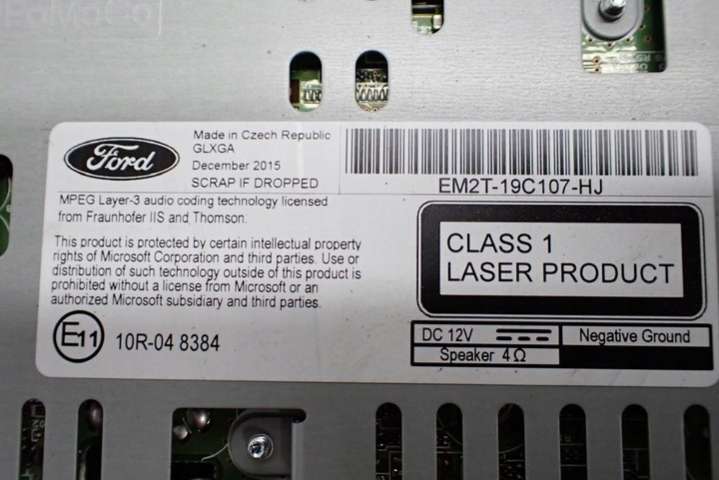 FoMoCo
Ford
Made in Czech Republic
GLXGA
December 2015
SCRAP IF DROPPED
EM2T-19C107-HJ
MPEG Layer-3 audio coding technology licensed
from Fraunhofer IIS and Thomson.
This product is protected by certain intellectual property
rights of Microsoft Corporation and third parties. Use or
distribution of such technology outside of this product is
prohibited without a license from Microsoft or an
authorized Microsoft subsidiary and third parties.
E11
10R-04 8384
CLASS 1
LASER PRODUCT
DC 12V
Negative Ground
Speaker 4Ω